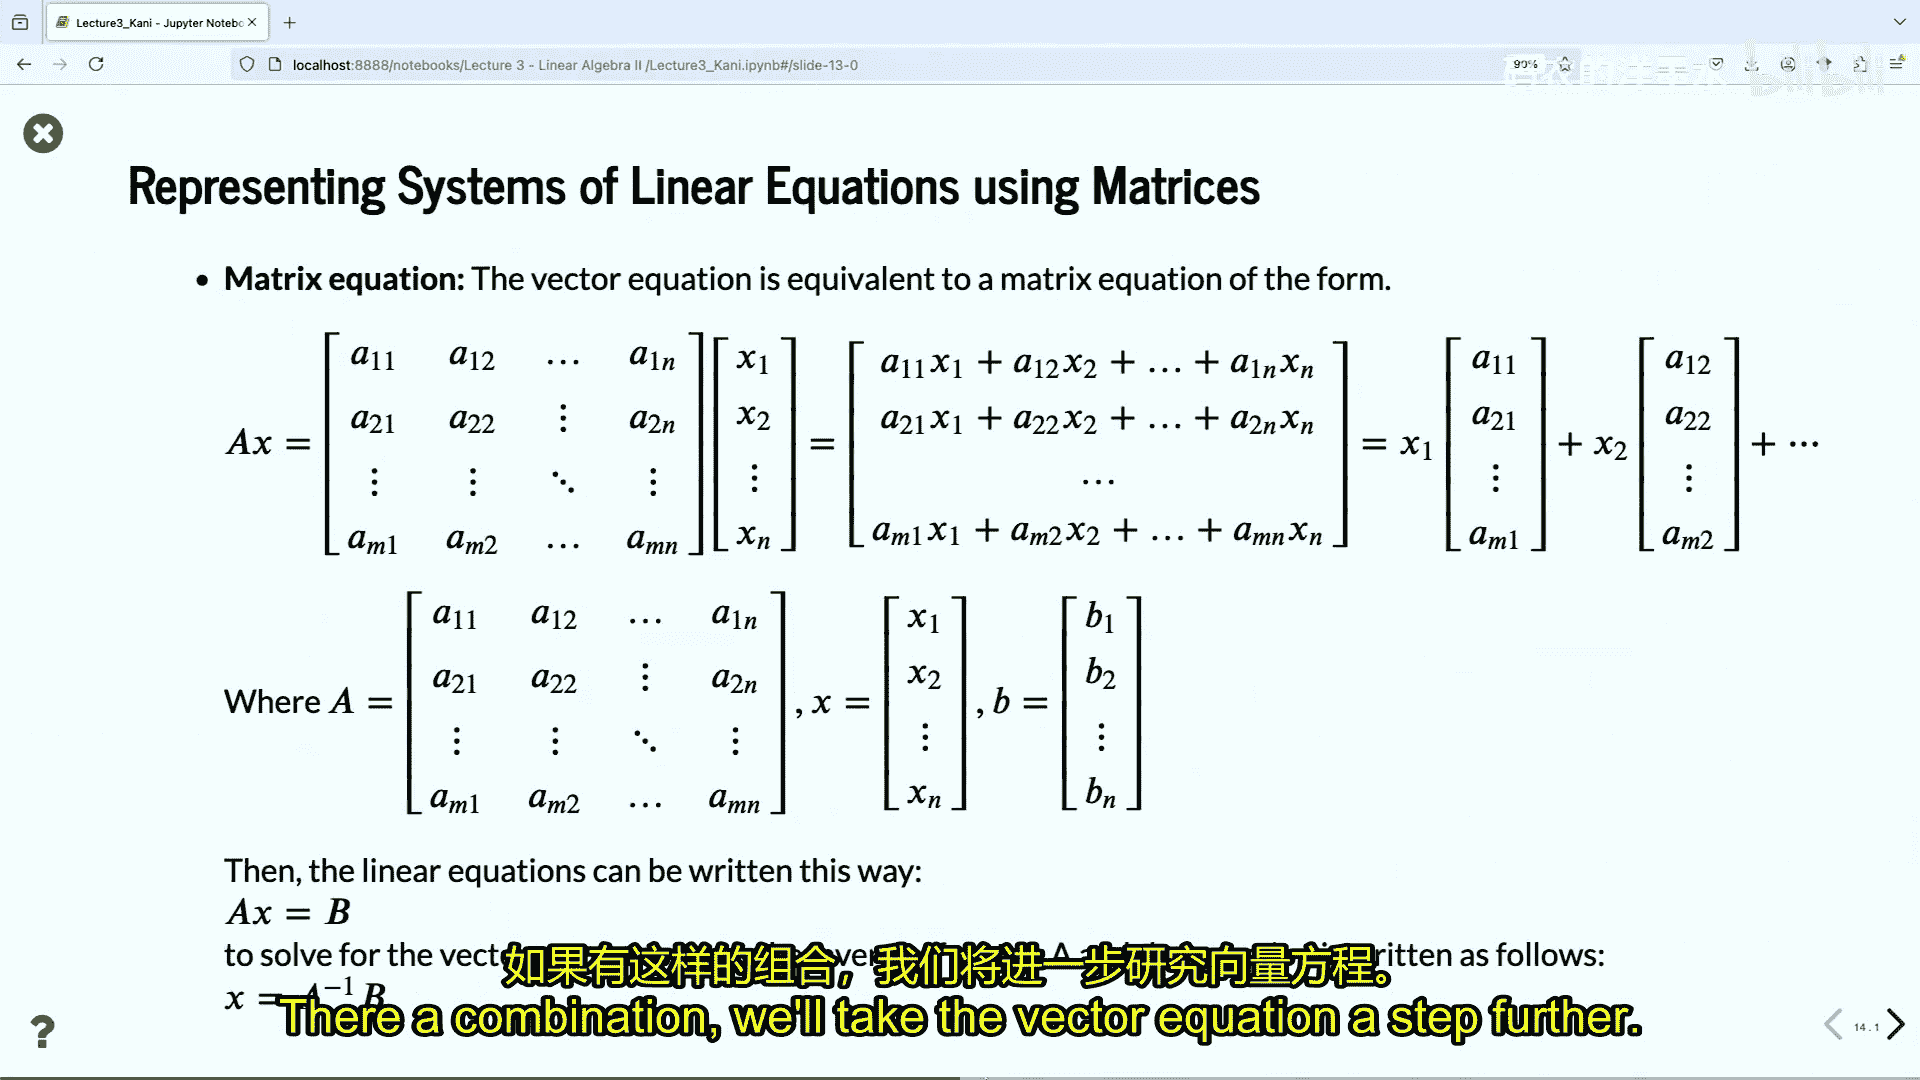 Lecture3_Kani - Jupyter Notebo
localhost:8888/notebooks/Lecture 3 - Linear Algebra II /Lecture3_Kani.ipynb#/slide-13-0
90%
Representing Systems of Linear Equations using Matrices
• Matrix equation: The vector equation is equivalent to a matrix equation of the form.
Ax = [a11 a12 … a1n; a21 a22 ⋮ a2n; ⋮ ⋮ ⋱ ⋮; am1 am2 … amn] [x1; x2; ⋮; xn] = [a11x1 + a12x2 + … + a1nxn; a21x1 + a22x2 + … + a2nxn; …; am1x1 + am2x2 + … + amnxn] = x1 [a11; a21; ⋮; am1] + x2 [a12; a22; ⋮; am2] + ⋯
Where A = [a11 a12 … a1n; a21 a22 ⋮ a2n; ⋮ ⋮ ⋱ ⋮; am1 am2 … amn], x = [x1; x2; ⋮; xn], b = [b1; b2; ⋮; bn]
Then, the linear equations can be written this way:
Ax = B
to solve for the vect
ritten as follows:
如果有这样的组合，我们将进一步研究向量方程。
x = A⁻¹B
There a combination, we'll take the vector equation a step further.
14.1